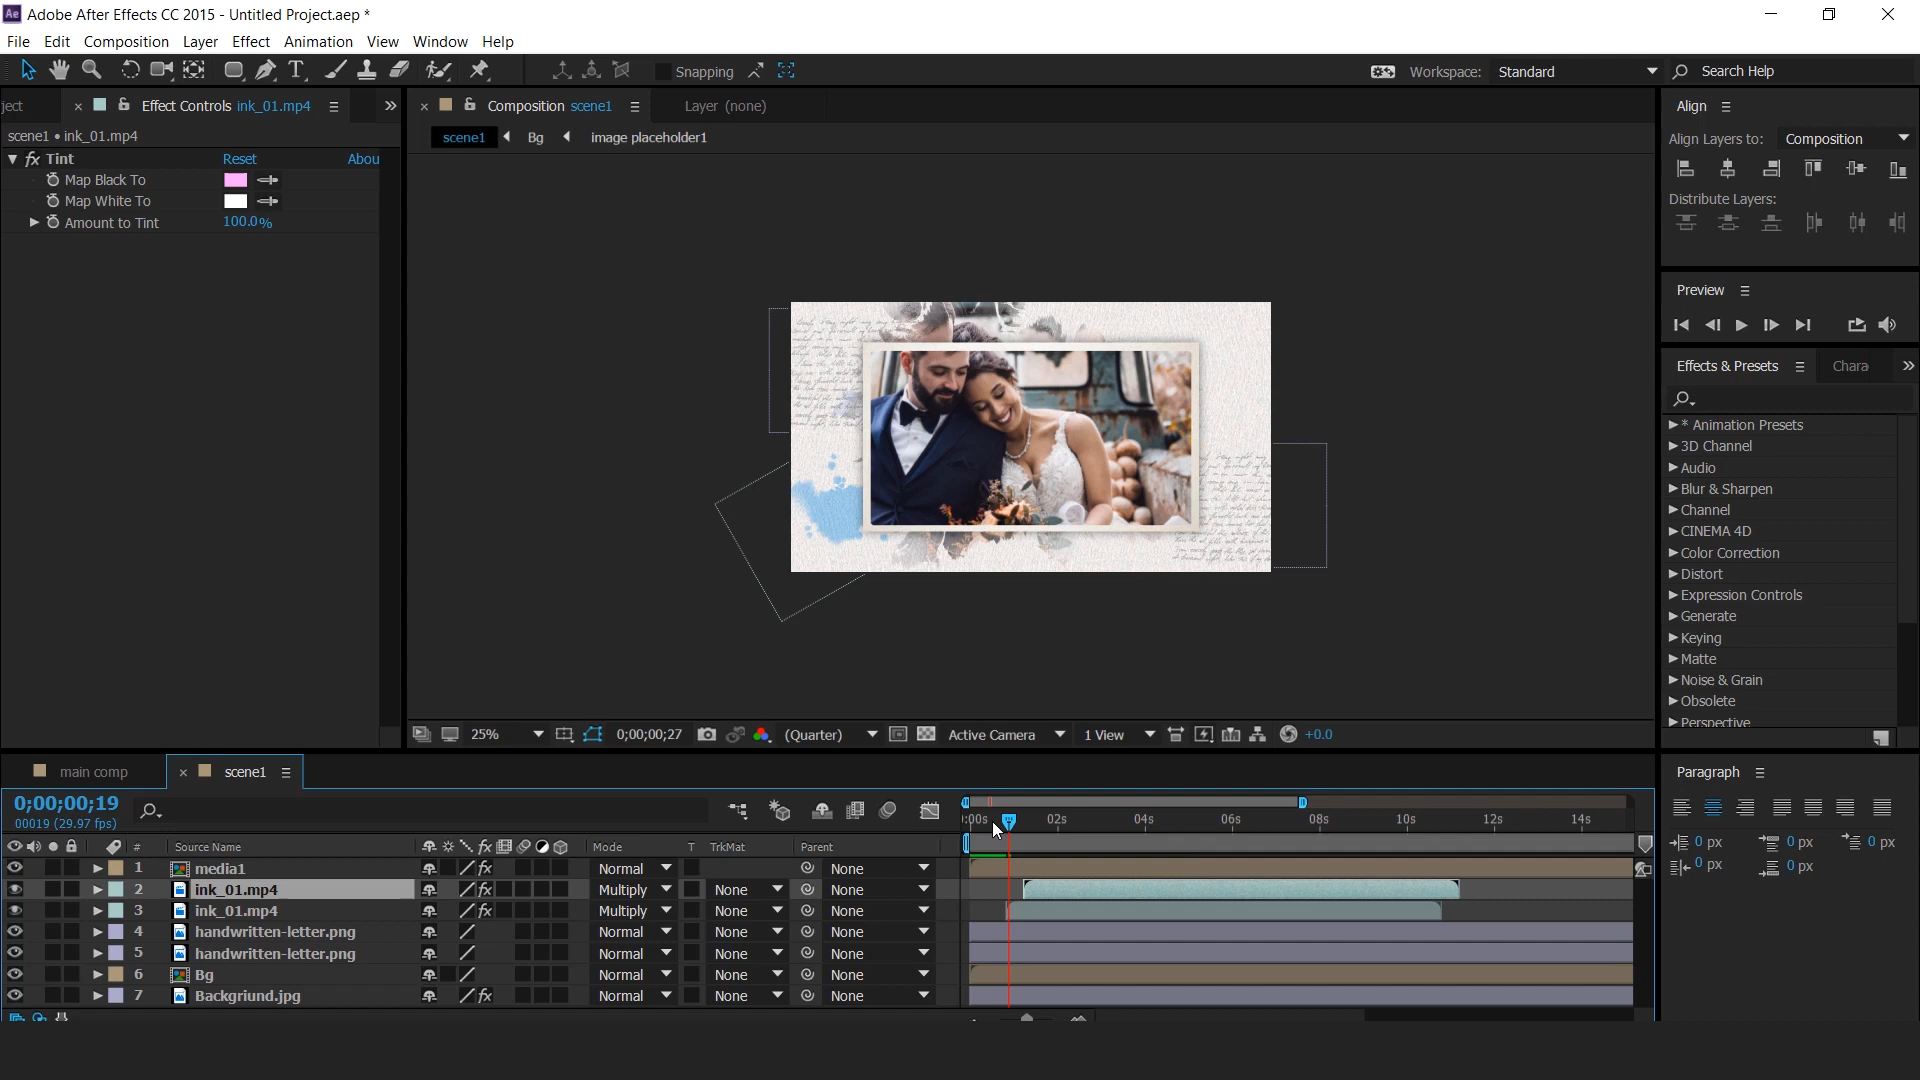 Ae Adobe After Effects CC 2015 - Untitled Project.aep *
File Edit Composition Layer Effect Animation View Window Help
Snapping Workspace: Standard Search Help
ject Effect Controls ink_01.mp4 Composition scene1 Layer (none) Align
scene1 • ink_01.mp4 scene1 Bg image placeholder1 Align Layers to: Composition
fx Tint Reset Abou
Map Black To
Map White To Distribute Layers:
Amount to Tint 100.0%
Preview
Effects & Presets Chara
* Animation Presets
3D Channel
Audio
Blur & Sharpen
Channel
CINEMA 4D
Color Correction
Distort
Expression Controls
Generate
Keying
Matte
Noise & Grain
Obsolete
Perspective
25% 0;00;00;27 (Quarter) Active Camera 1 View +0.0
main comp scene1 Paragraph
0;00;00;19
00019 (29.97 fps) :00s 02s 04s 06s 08s 10s 12s 14s
# Source Name fx Mode T TrkMat Parent 0 px 0 px 0 px
1 media1 fx Normal None 0 px 0 px
2 ink_01.mp4 fx Multiply None None
3 ink_01.mp4 fx Multiply None None
4 handwritten-letter.png Normal None None
5 handwritten-letter.png Normal None None
6 Bg Normal None None
7 Backgriund.jpg fx Normal None None